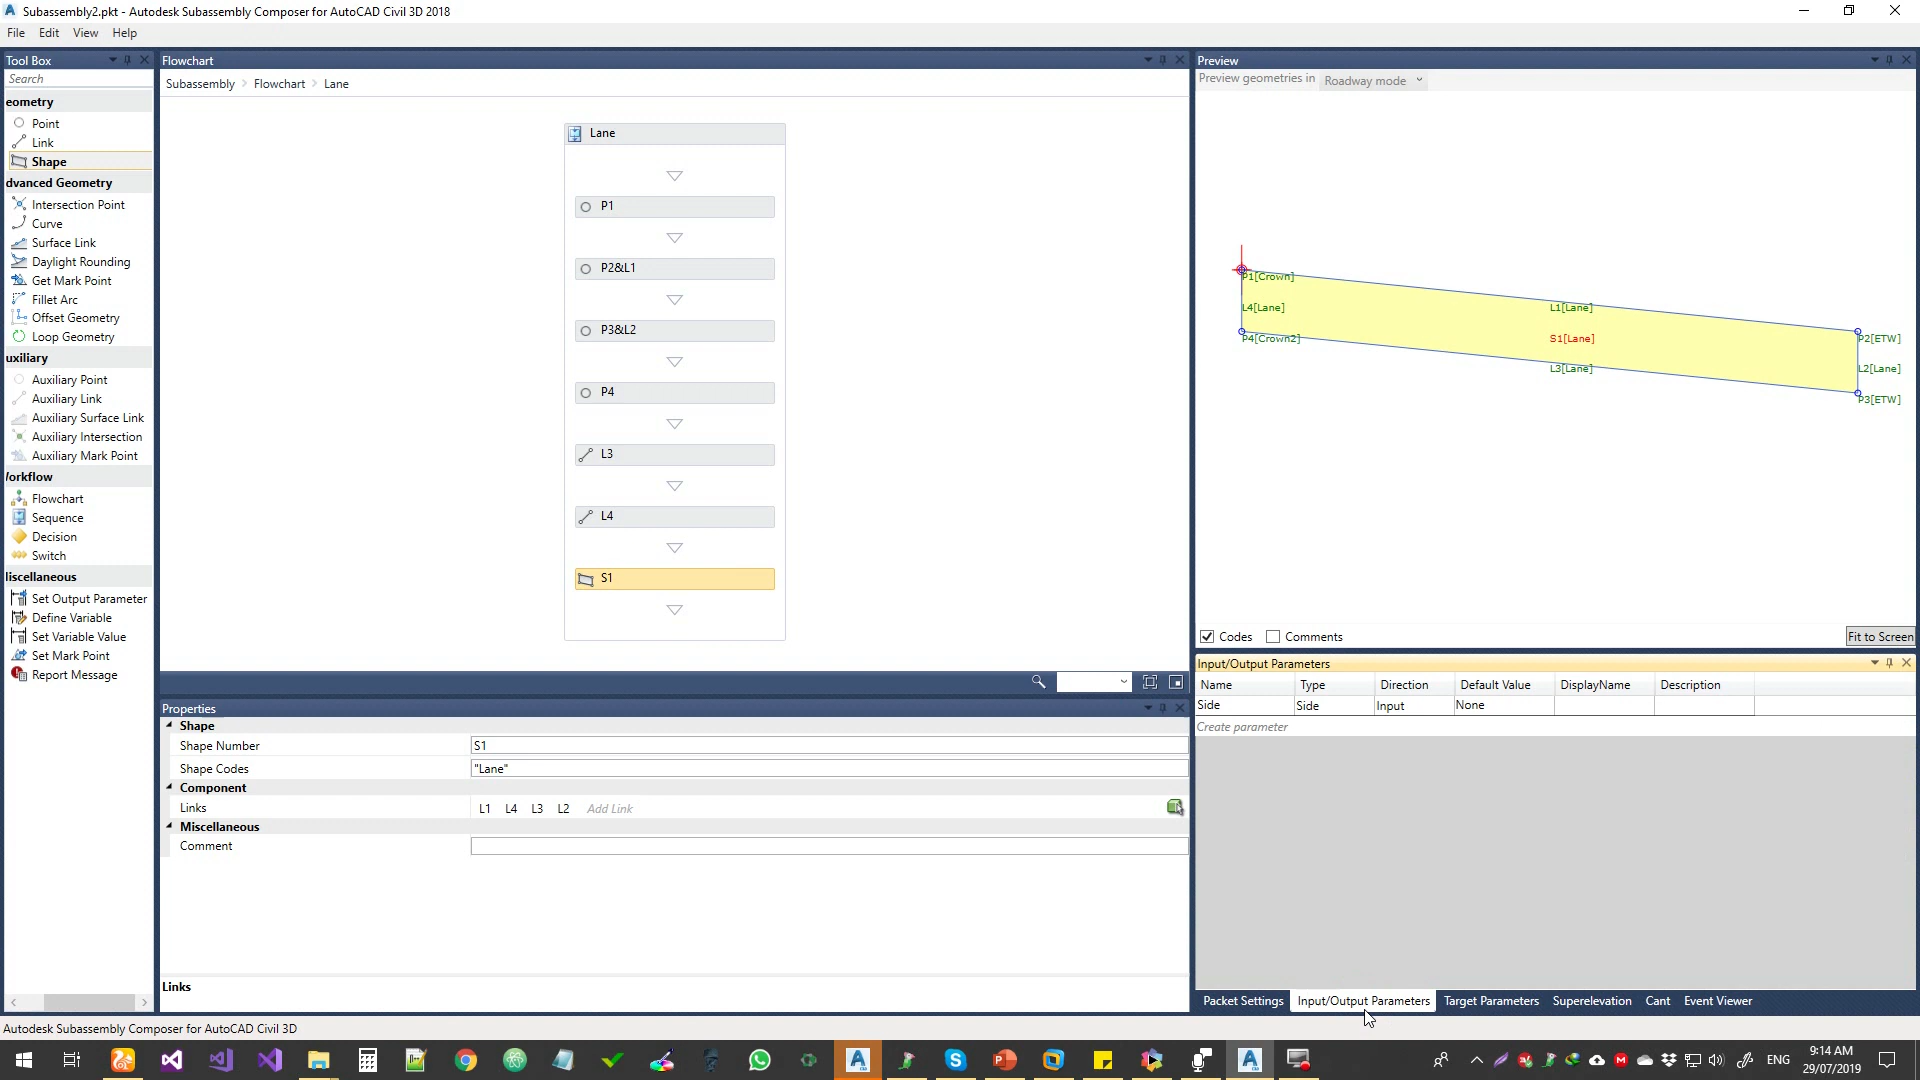 Subassembly2.pkt - Autodesk Subassembly Composer for AutoCAD Civil 3D 2018
File Edit View Help
Tool Box
Search
eometry
Point
Link
Shape
dvanced Geometry
Intersection Point
Curve
Surface Link
Daylight Rounding
Get Mark Point
Fillet Arc
Offset Geometry
Loop Geometry
uxiliary
Auxiliary Point
Auxiliary Link
Auxiliary Surface Link
Auxiliary Intersection
Auxiliary Mark Point
/orkflow
Flowchart
Sequence
Decision
Switch
liscellaneous
Set Output Parameter
Define Variable
Set Variable Value
Set Mark Point
Report Message
Flowchart
Subassembly > Flowchart > Lane
Lane
P1
P2&L1
P3&L2
P4
L3
L4
S1
Properties
Shape
Shape Number S1
Shape Codes "Lane"
Component
Links L1 L4 L3 L2 Add Link
Miscellaneous
Comment
Links
Preview
Preview geometries in Roadway mode
P1[Crown]
L4[Lane] L1[Lane]
P4[Crown2] S1[Lane] P2[ETW]
L3[Lane] L2[Lane]
P3[ETW]
Codes Comments Fit to Screen
Input/Output Parameters
Name Type Direction Default Value DisplayName Description
Side Side Input None
Create parameter
Packet Settings Input/Output Parameters Target Parameters Superelevation Cant Event Viewer
Autodesk Subassembly Composer for AutoCAD Civil 3D
ENG
9:14 AM
29/07/2019